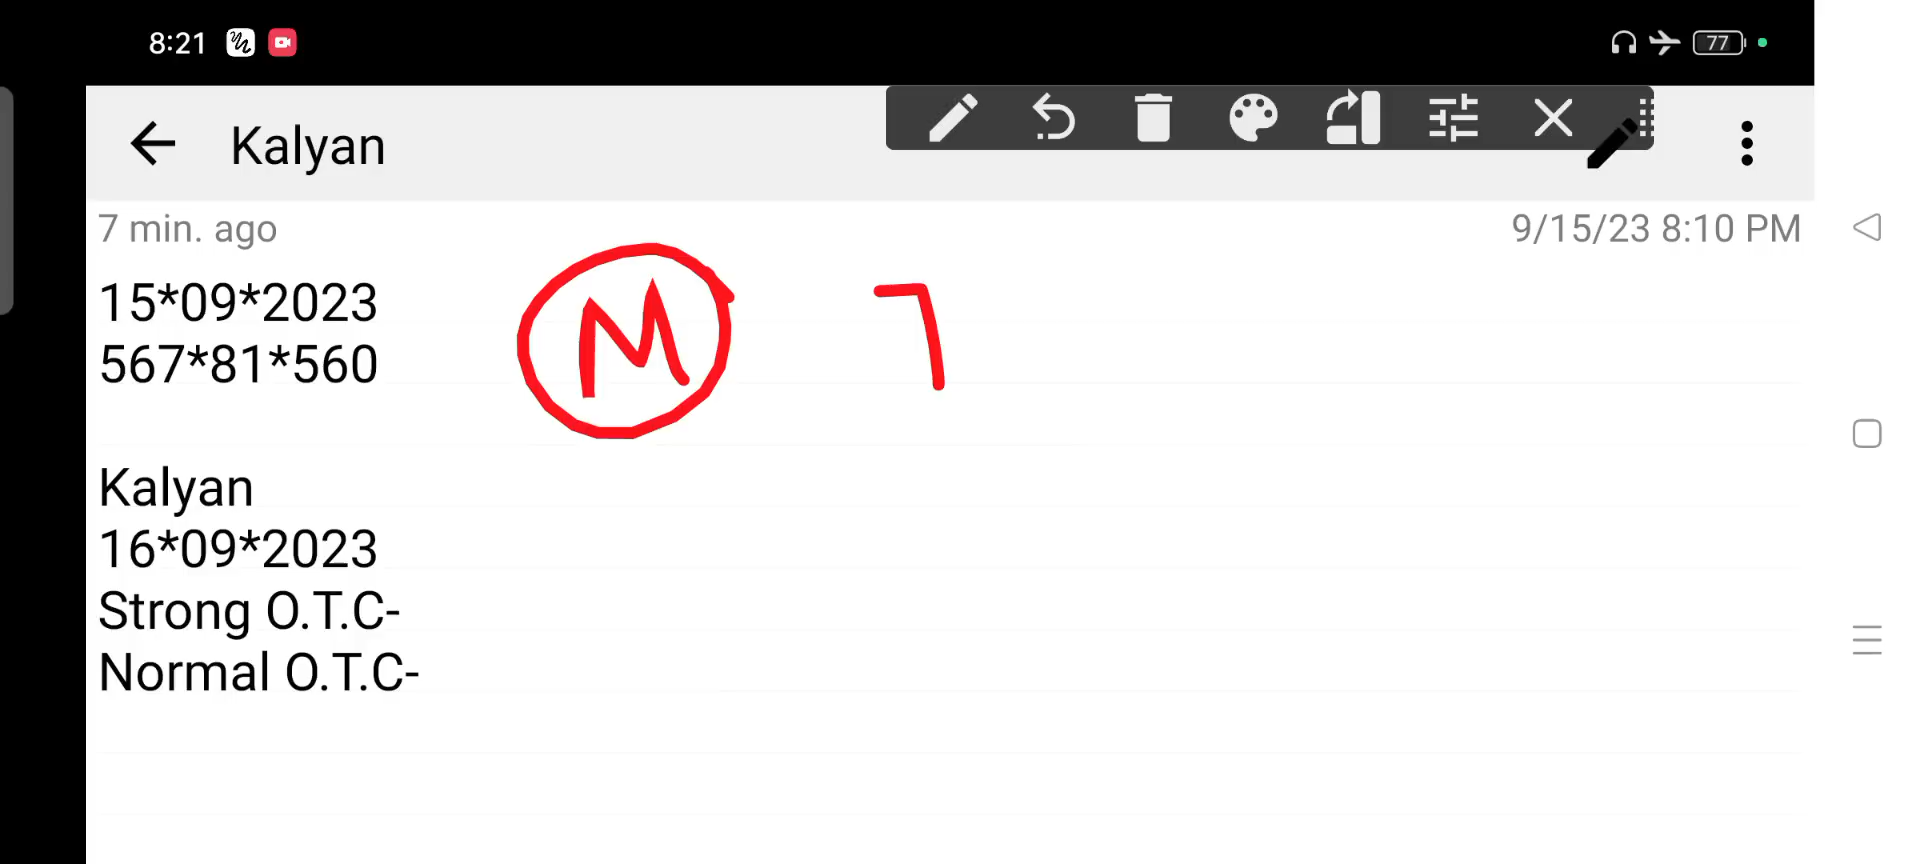 8:21
77
Kalyan
7 min. ago
9/15/23 8:10 PM
15*09*2023
567*81*560
M
7
Kalyan
16*09*2023
Strong O.T.C-
Normal O.T.C-